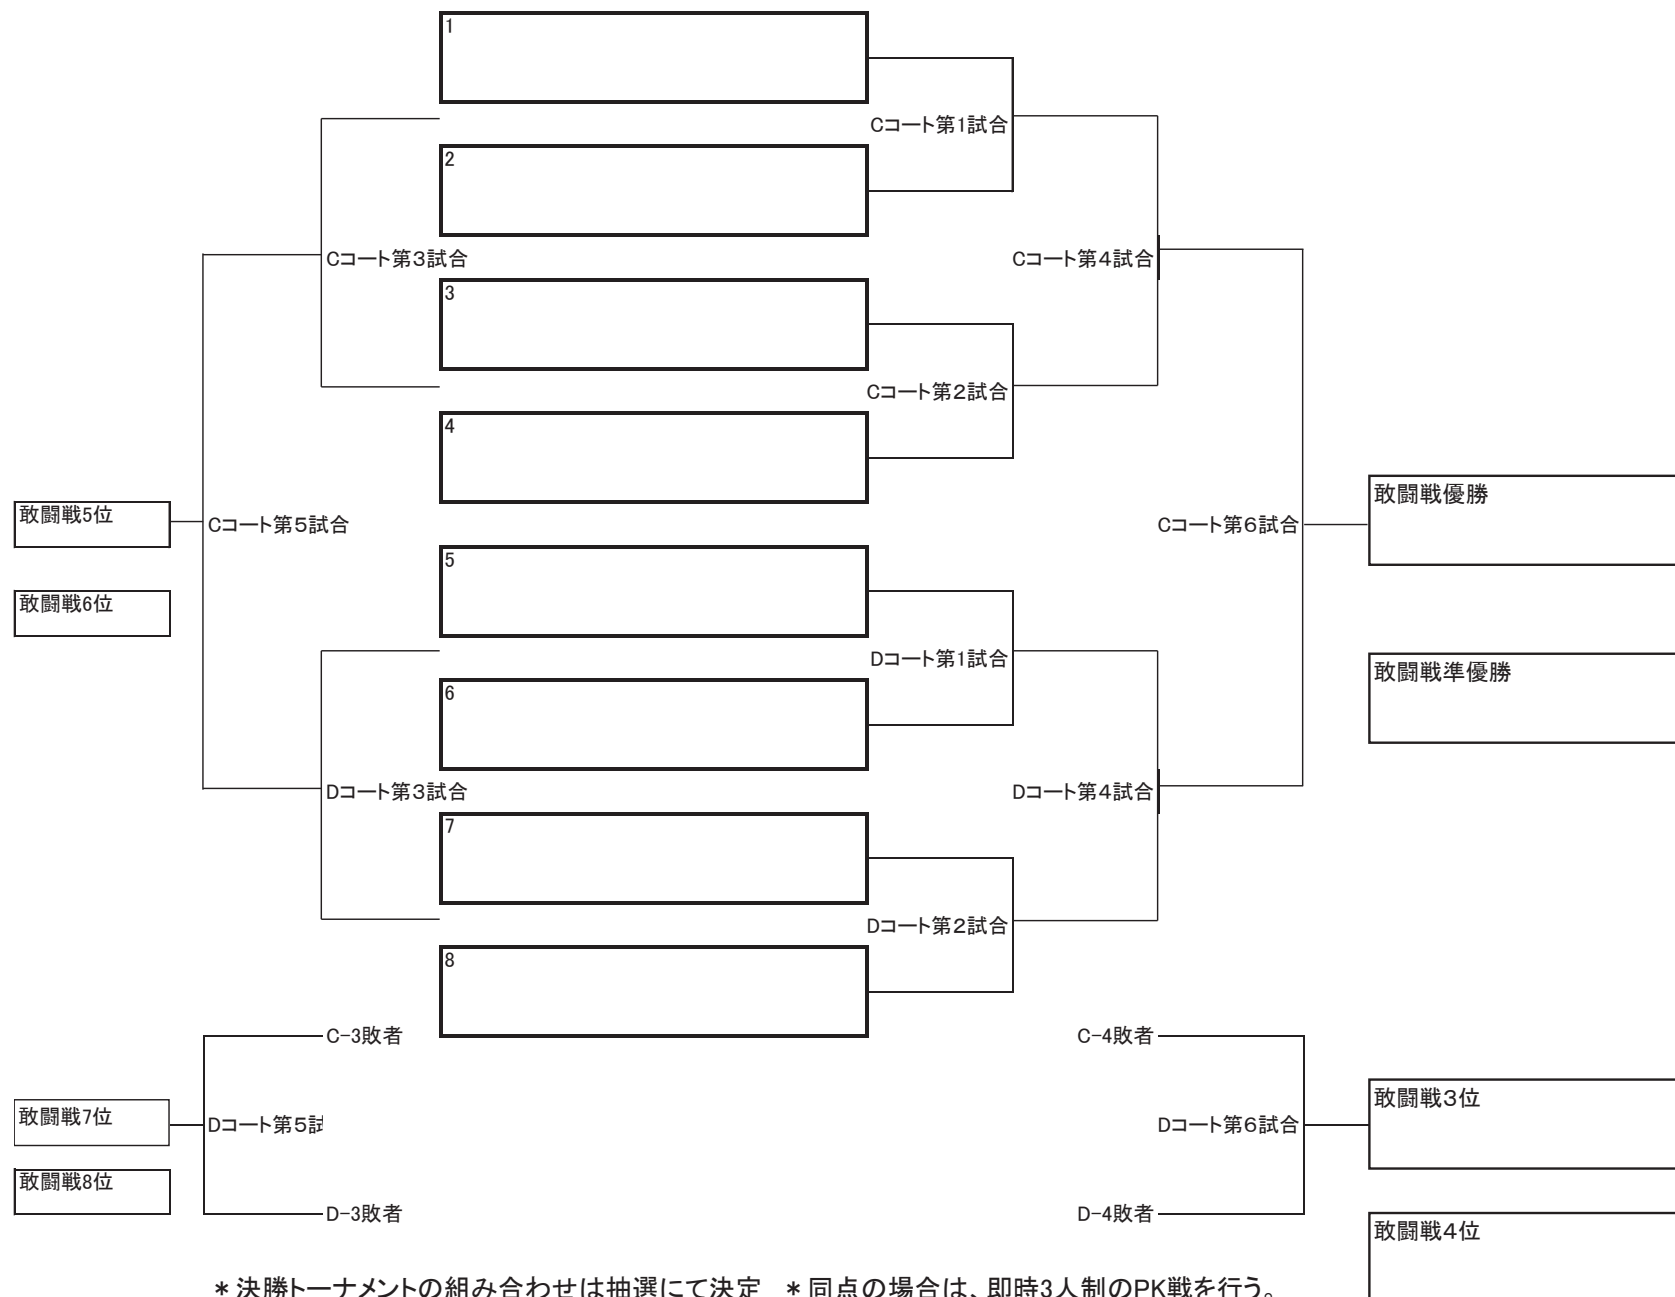 1
Cコート第1試合
2
Cコート第3試合
Cコート第4試合
3
Cコート第2試合
4
敢闘戦5位
Cコート第5試合
Cコート第6試合
敢闘戦優勝
5
敢闘戦6位
Dコート第1試合
敢闘戦準優勝
6
Dコート第3試合
Dコート第4試合
7
Dコート第2試合
8
C-3敗者
C-4敗者
敢闘戦7位
Dコート第5試
Dコート第6試合
敢闘戦3位
敢闘戦8位
D-3敗者
D-4敗者
敢闘戦4位
*決勝トーナメントの組み合わせは抽選にて決定 *同点の場合は、即時3人制のPK戦を行う。